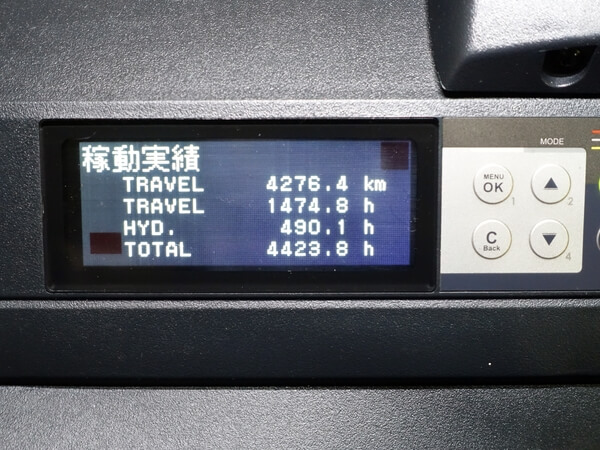 稼動実績
TRAVEL 4276.4 km
TRAVEL 1474.8 h
HYD. 490.1 h
TOTAL 4423.8 h
MODE
MENU
OK
1
2
C
Back
4